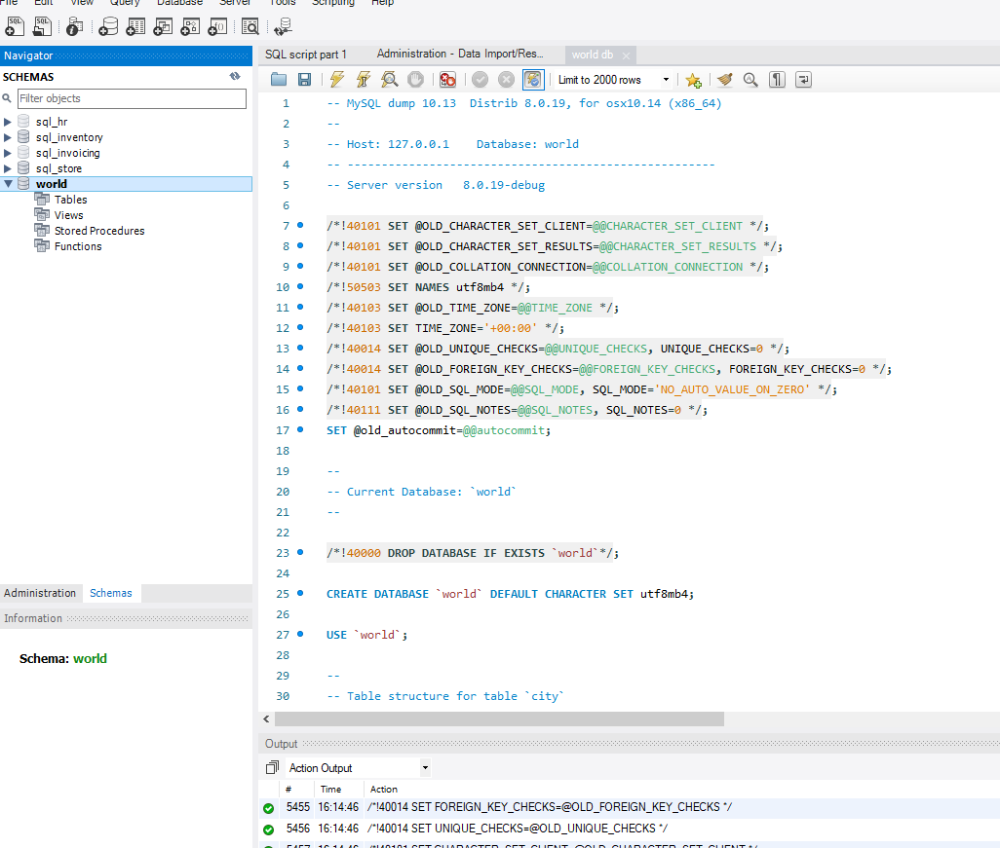 File Edit View Query Database Server Tools Scripting Help
Navigator
SCHEMAS
Filter objects
sql_hr
sql_inventory
sql_invoicing
sql_store
world
Tables
Views
Stored Procedures
Functions
Administration Schemas
Information
Schema: world
SQL script part 1 Administration - Data Import/Res... world db
Limit to 2000 rows
1 -- MySQL dump 10.13 Distrib 8.0.19, for osx10.14 (x86_64)
2 --
3 -- Host: 127.0.0.1 Database: world
4 -- ------------------------------------------------------
5 -- Server version 8.0.19-debug
6
7 /*!40101 SET @OLD_CHARACTER_SET_CLIENT=@@CHARACTER_SET_CLIENT */;
8 /*!40101 SET @OLD_CHARACTER_SET_RESULTS=@@CHARACTER_SET_RESULTS */;
9 /*!40101 SET @OLD_COLLATION_CONNECTION=@@COLLATION_CONNECTION */;
10 /*!50503 SET NAMES utf8mb4 */;
11 /*!40103 SET @OLD_TIME_ZONE=@@TIME_ZONE */;
12 /*!40103 SET TIME_ZONE='+00:00' */;
13 /*!40014 SET @OLD_UNIQUE_CHECKS=@@UNIQUE_CHECKS, UNIQUE_CHECKS=0 */;
14 /*!40014 SET @OLD_FOREIGN_KEY_CHECKS=@@FOREIGN_KEY_CHECKS, FOREIGN_KEY_CHECKS=0 */;
15 /*!40101 SET @OLD_SQL_MODE=@@SQL_MODE, SQL_MODE='NO_AUTO_VALUE_ON_ZERO' */;
16 /*!40111 SET @OLD_SQL_NOTES=@@SQL_NOTES, SQL_NOTES=0 */;
17 SET @old_autocommit=@@autocommit;
18
19 --
20 -- Current Database: `world`
21 --
22
23 /*!40000 DROP DATABASE IF EXISTS `world`*/;
24
25 CREATE DATABASE `world` DEFAULT CHARACTER SET utf8mb4;
26
27 USE `world`;
28
29 --
30 -- Table structure for table `city`
Output
Action Output
# Time Action
5455 16:14:46 /*!40014 SET FOREIGN_KEY_CHECKS=@OLD_FOREIGN_KEY_CHECKS */
5456 16:14:46 /*!40014 SET UNIQUE_CHECKS=@OLD_UNIQUE_CHECKS */
5457 16:14:46 /*!40101 SET CHARACTER_SET_CLIENT=@OLD_CHARACTER_SET_CLIENT */